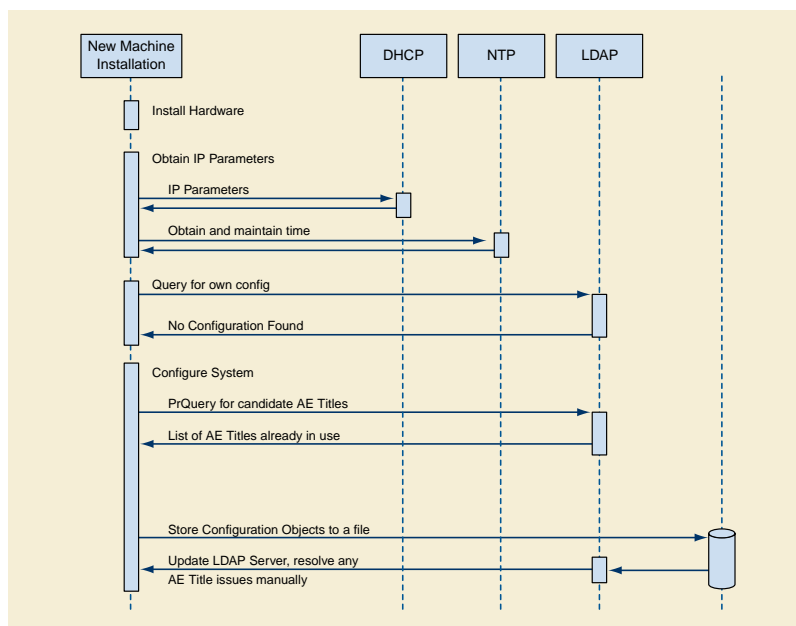 New Machine
Installation
DHCP
NTP
LDAP
Install Hardware
Obtain IP Parameters
IP Parameters
Obtain and maintain time
Query for own config
No Configuration Found
Configure System
PrQuery for candidate AE Titles
List of AE Titles already in use
Store Configuration Objects to a file
Update LDAP Server, resolve any
AE Title issues manually